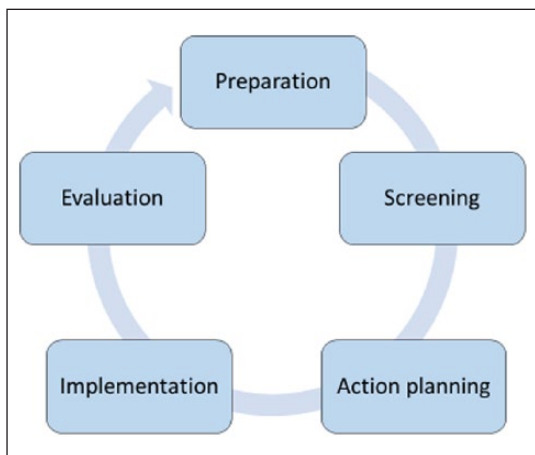 Preparation
Screening
Action planning
Implementation
Evaluation